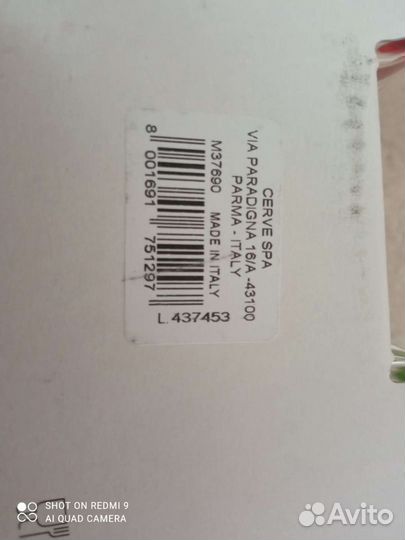 CERVE SPA
VIA PARADIGNA 16/A -43100
PARMA - ITALY
M37690 MADE IN ITALY
8 001691 751297
L. 437453
SHOT ON REDMI 9
AI QUAD CAMERA
Avito